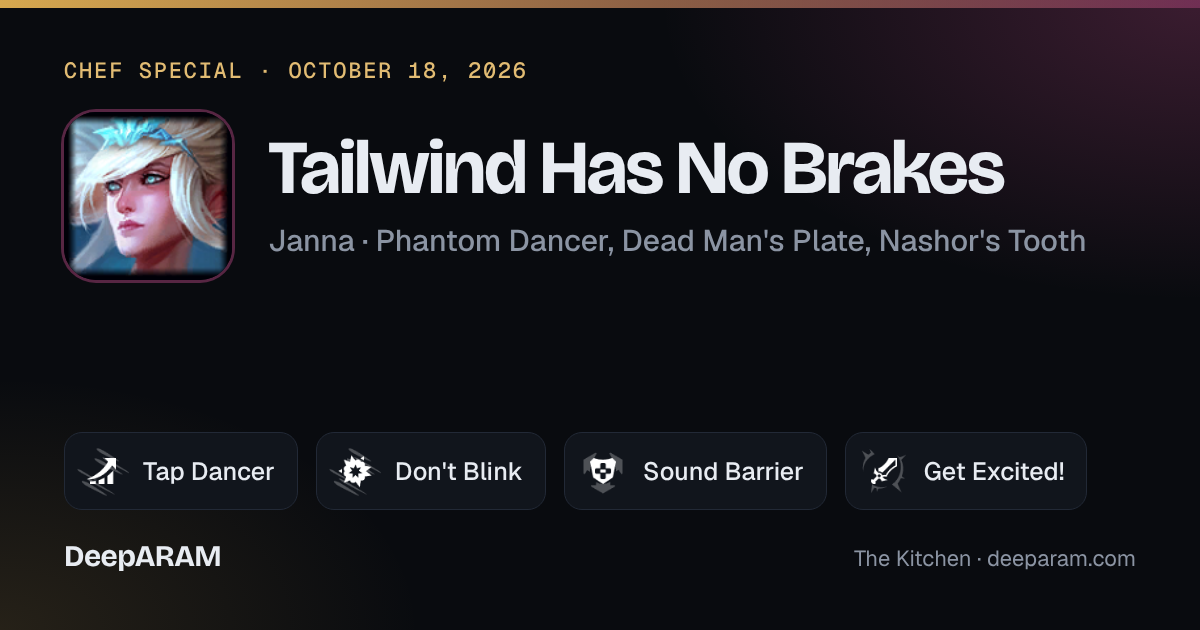 CHEF SPECIAL · OCTOBER 18, 2026
Tailwind Has No Brakes
Janna · Phantom Dancer, Dead Man's Plate, Nashor's Tooth
Tap Dancer
Don't Blink
Sound Barrier
Get Excited!
DeepARAM
The Kitchen · deeparam.com